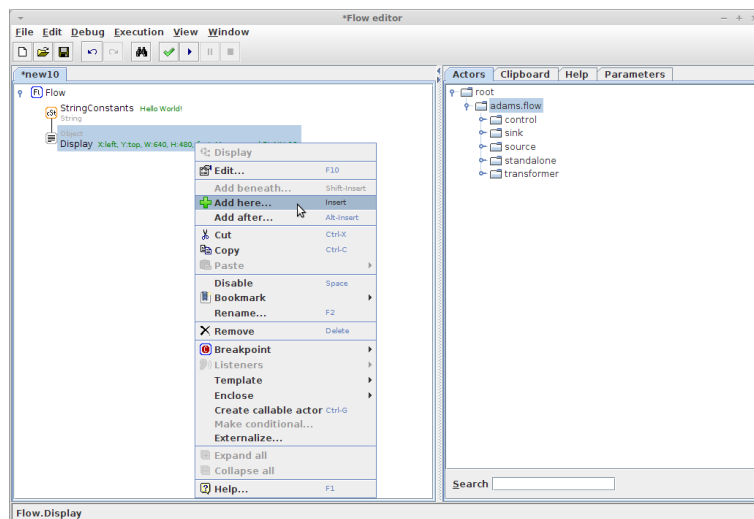 *Flow editor
File Edit Debug Execution View Window
*new10
Ft Flow
cSt StringConstants Hello World!
String
Object
Display X:left, Y:top, W:640, H:480,
Display
Edit... F10
Add beneath... Shift-Insert
Add here... Insert
Add after... Alt-Insert
Cut Ctrl-X
Copy Ctrl-C
Paste
Disable Space
Bookmark
Rename... F2
Remove Delete
Breakpoint
Listeners
Template
Enclose
Create callable actor Ctrl-G
Make conditional...
Externalize...
Expand all
Collapse all
Help... F1
Actors Clipboard Help Parameters
root
adams.flow
control
sink
source
standalone
transformer
Search
Flow.Display